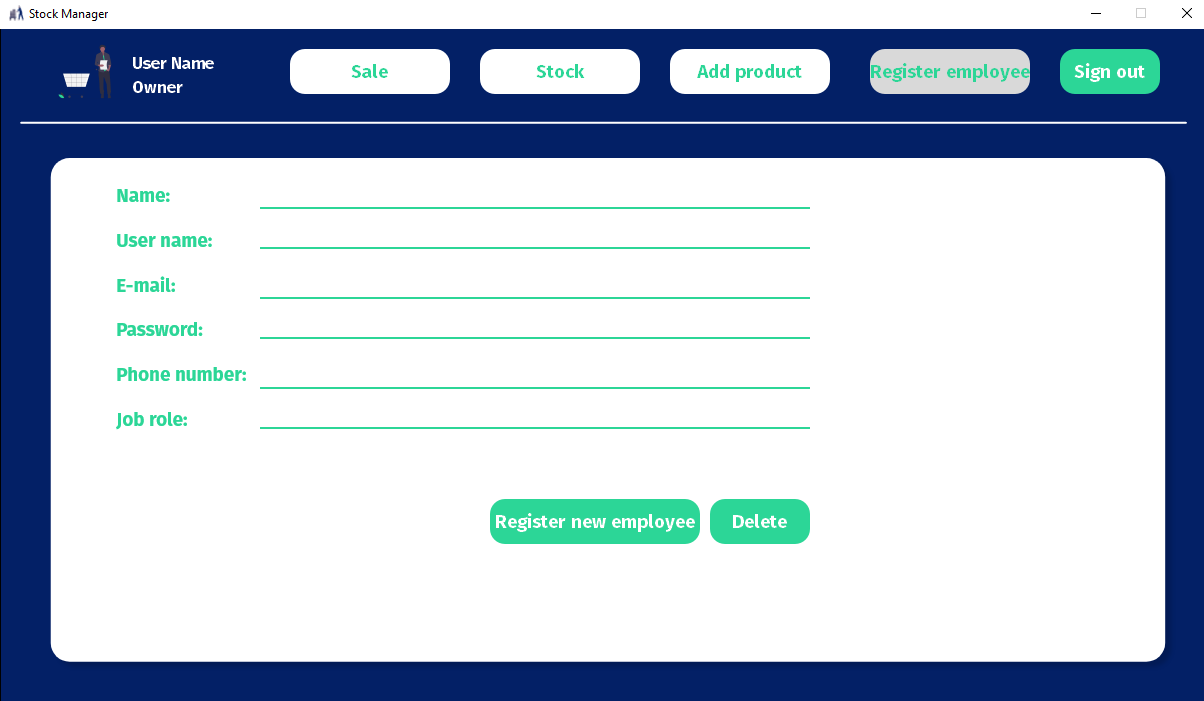 Stock Manager
User Name
Owner
Sale
Stock
Add product
Register employee
Sign out
Name:
User name:
E-mail:
Password:
Phone number:
Job role:
Register new employee
Delete